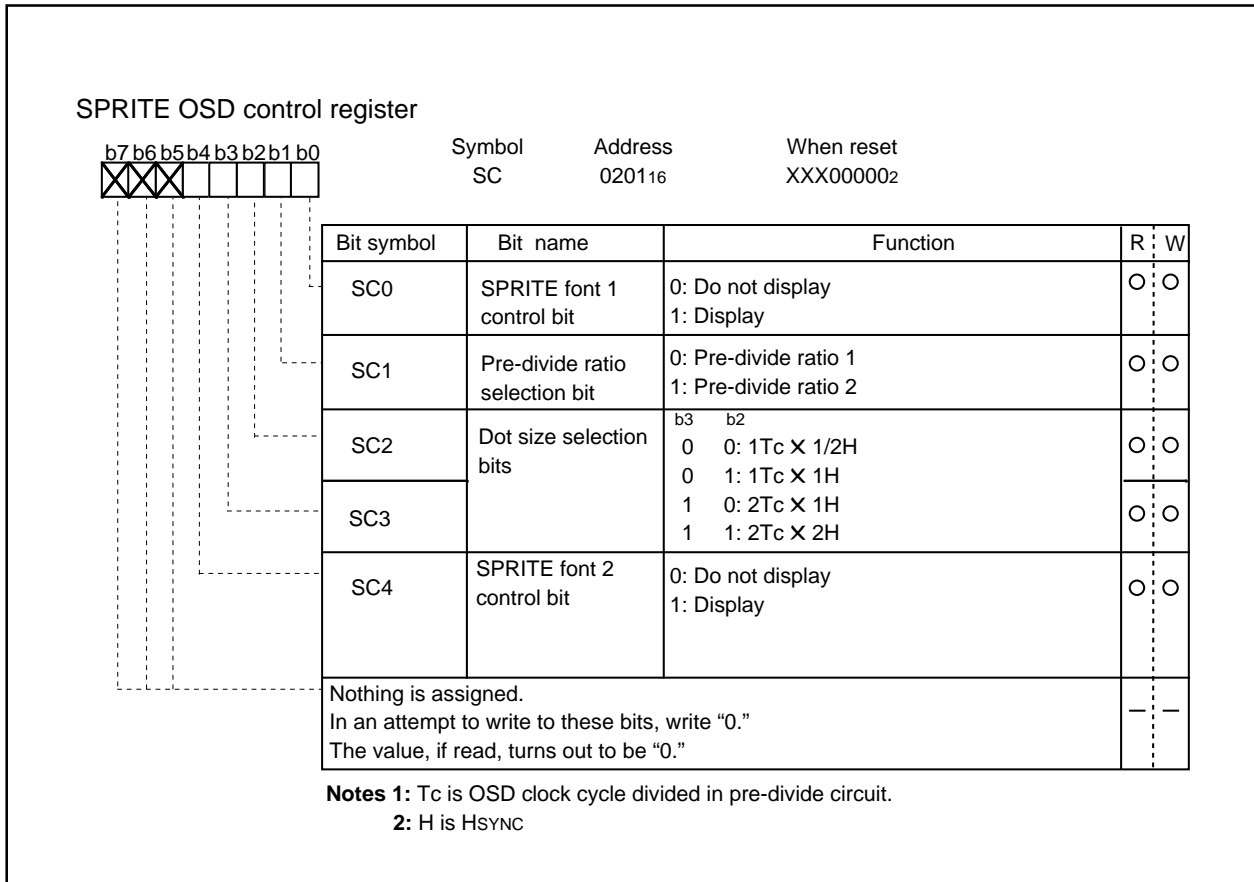 SPRITE OSD control register
b7 b6 b5 b4 b3 b2 b1 b0
Symbol Address When reset
SC 020116 XXX000002
Bit symbol Bit name Function R W
SC0 SPRITE font 1 control bit 0: Do not display
1: Display
SC1 Pre-divide ratio selection bit 0: Pre-divide ratio 1
1: Pre-divide ratio 2
SC2 Dot size selection bits b3 b2
0 0: 1Tc X 1/2H
0 1: 1Tc X 1H
SC3 1 0: 2Tc X 1H
1 1: 2Tc X 2H
SC4 SPRITE font 2 control bit 0: Do not display
1: Display
Nothing is assigned.
In an attempt to write to these bits, write “0.”
The value, if read, turns out to be “0.”
Notes 1: Tc is OSD clock cycle divided in pre-divide circuit.
2: H is HSYNC